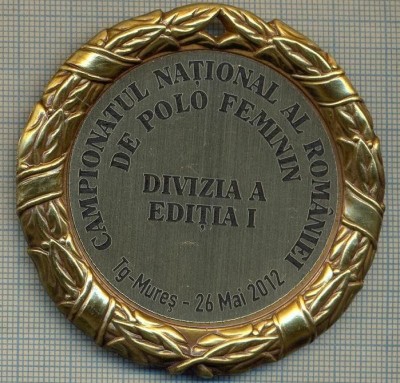 CAMPIONATUL NAȚIONAL AL ROMÂNIEI
DE POLO FEMININ
DIVIZIA A
EDIȚIA I
Tg-Mureș - 26 Mai 2012